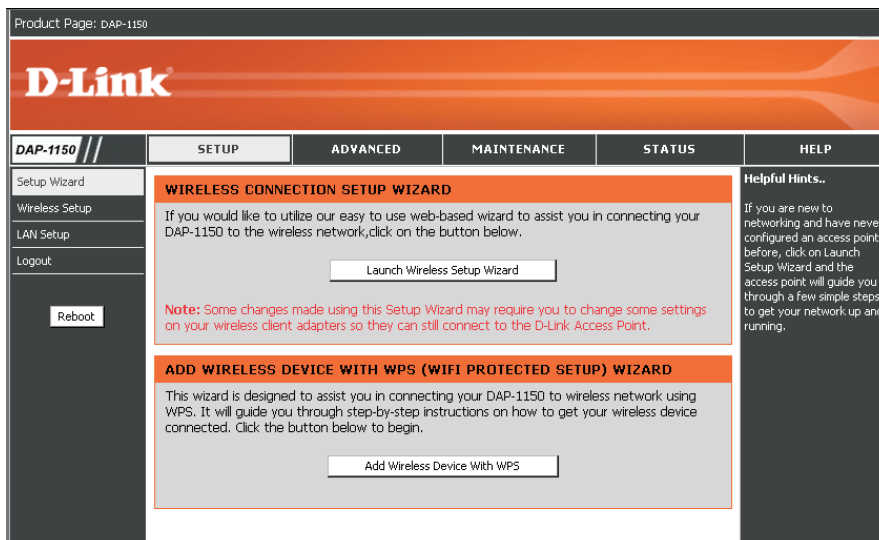 Product Page: DAP-1150
D-Link
DAP-1150
SETUP
ADVANCED
MAINTENANCE
STATUS
HELP
Setup Wizard
Wireless Setup
LAN Setup
Logout
Reboot
WIRELESS CONNECTION SETUP WIZARD
If you would like to utilize our easy to use web-based wizard to assist you in connecting your
DAP-1150 to the wireless network,click on the button below.
Launch Wireless Setup Wizard
Note: Some changes made using this Setup Wizard may require you to change some settings
on your wireless client adapters so they can still connect to the D-Link Access Point.
ADD WIRELESS DEVICE WITH WPS (WIFI PROTECTED SETUP) WIZARD
This wizard is designed to assist you in connecting your DAP-1150 to wireless network using
WPS. It will guide you through step-by-step instructions on how to get your wireless device
connected. Click the button below to begin.
Add Wireless Device With WPS
Helpful Hints..
If you are new to
networking and have neve
configured an access point
before, click on Launch
Setup Wizard and the
access point will guide you
through a few simple steps
to get your network up and
running.